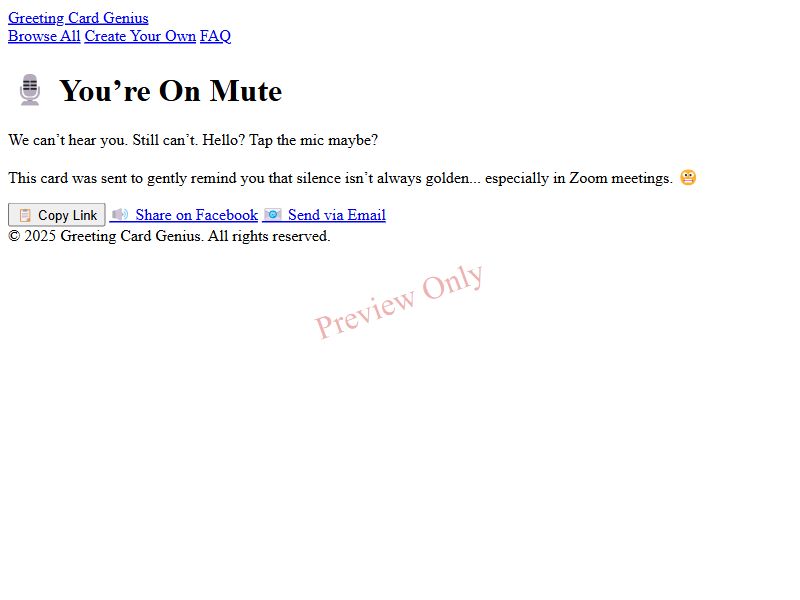 Greeting Card Genius
Browse All Create Your Own FAQ
🎙️ You’re On Mute
We can’t hear you. Still can’t. Hello? Tap the mic maybe?
This card was sent to gently remind you that silence isn’t always golden... especially in Zoom meetings. 😬
📋 Copy Link 🔊 Share on Facebook 📧 Send via Email
© 2025 Greeting Card Genius. All rights reserved.
Preview Only